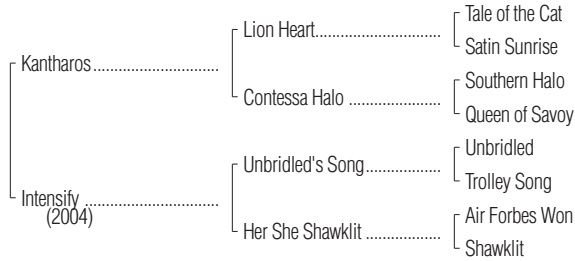 Tale of the Cat
Lion Heart
Satin Sunrise
Kantharos
Southern Halo
Contessa Halo
Queen of Savoy
Unbridled
Unbridled's Song
Trolley Song
Intensify
(2004)
Air Forbes Won
Her She Shawklit
Shawklit